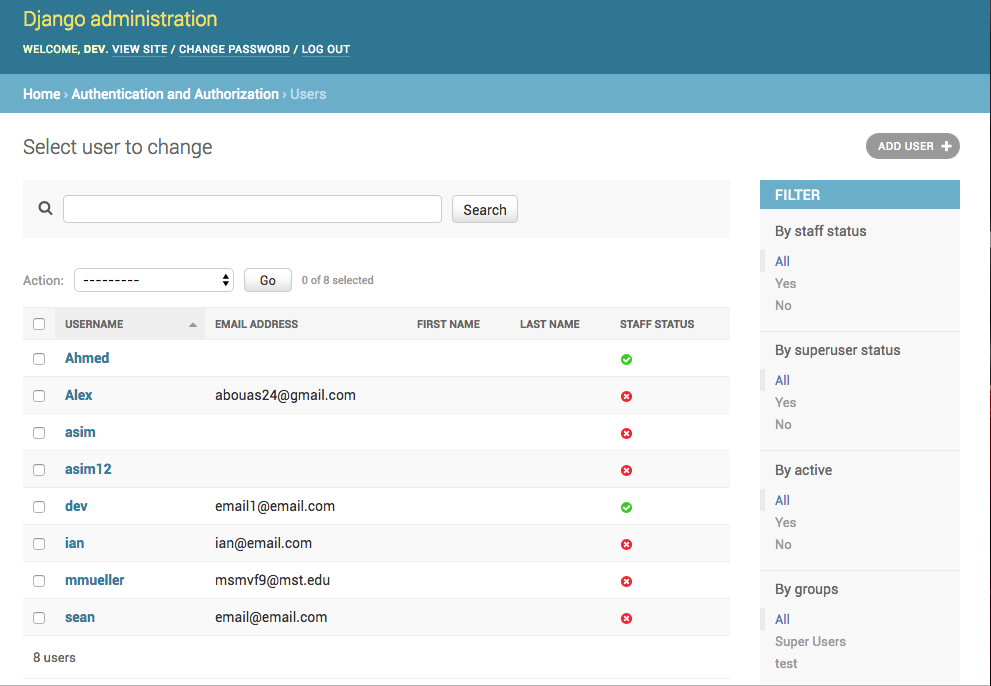 Django administration
WELCOME, DEV. VIEW SITE / CHANGE PASSWORD / LOG OUT
Home › Authentication and Authorization › Users
Select user to change
ADD USER +
Search
Action: --------- Go 0 of 8 selected
USERNAME EMAIL ADDRESS FIRST NAME LAST NAME STAFF STATUS
Ahmed
Alex abouas24@gmail.com
asim
asim12
dev email1@email.com
ian ian@email.com
mmueller msmvf9@mst.edu
sean email@email.com
8 users
FILTER
By staff status
All
Yes
No
By superuser status
All
Yes
No
By active
All
Yes
No
By groups
All
Super Users
test